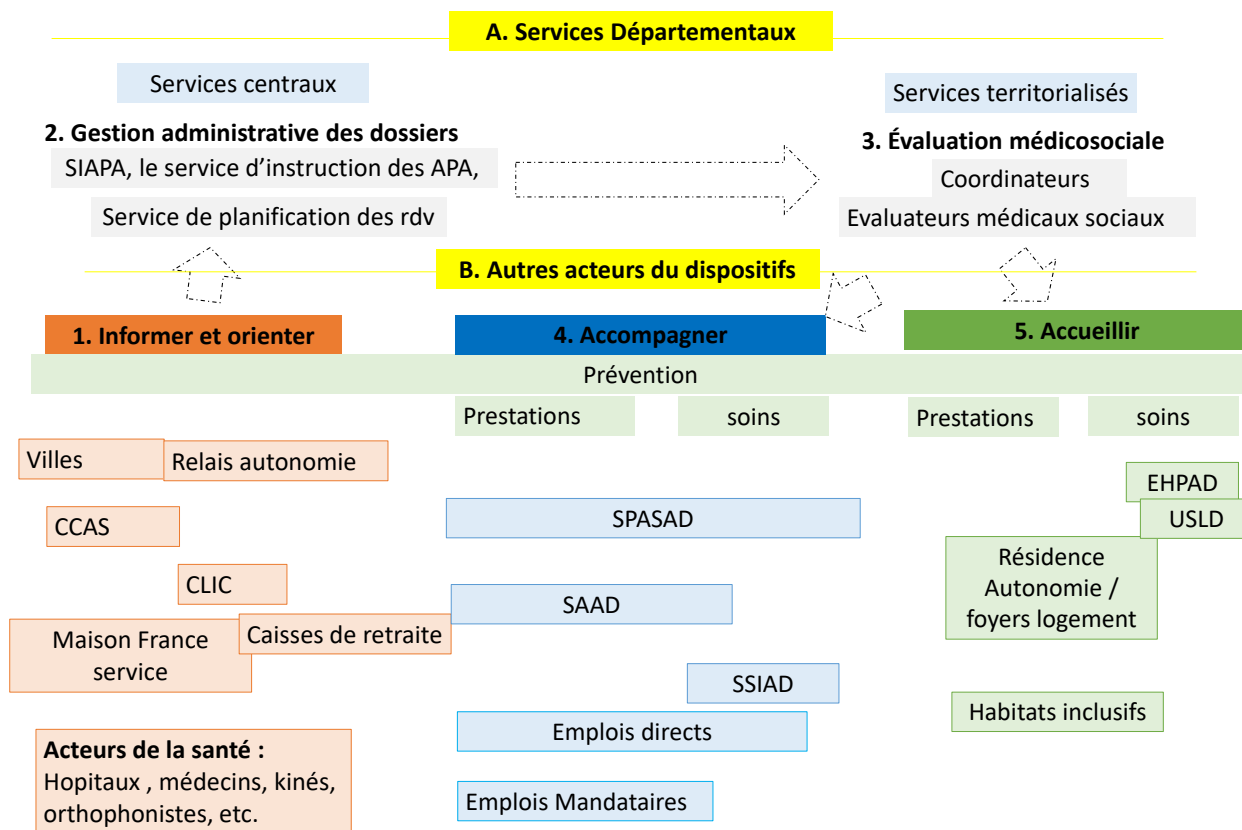 A. Services Départementaux
Services centraux
Services territorialisés
2. Gestion administrative des dossiers
SIAPA, le service d’instruction des APA,
Service de planification des rdv
3. Évaluation médicosociale
Coordinateurs
Evaluateurs médicaux sociaux
B. Autres acteurs du dispositifs
1. Informer et orienter
4. Accompagner
5. Accueillir
Prévention
Prestations
soins
Prestations
soins
Villes
Relais autonomie
CCAS
CLIC
Maison France
service
Caisses de retraite
Acteurs de la santé :
Hopitaux , médecins, kinés,
orthophonistes, etc.
SPASAD
SAAD
SSIAD
Emplois directs
Emplois Mandataires
EHPAD
USLD
Résidence
Autonomie /
foyers logement
Habitats inclusifs